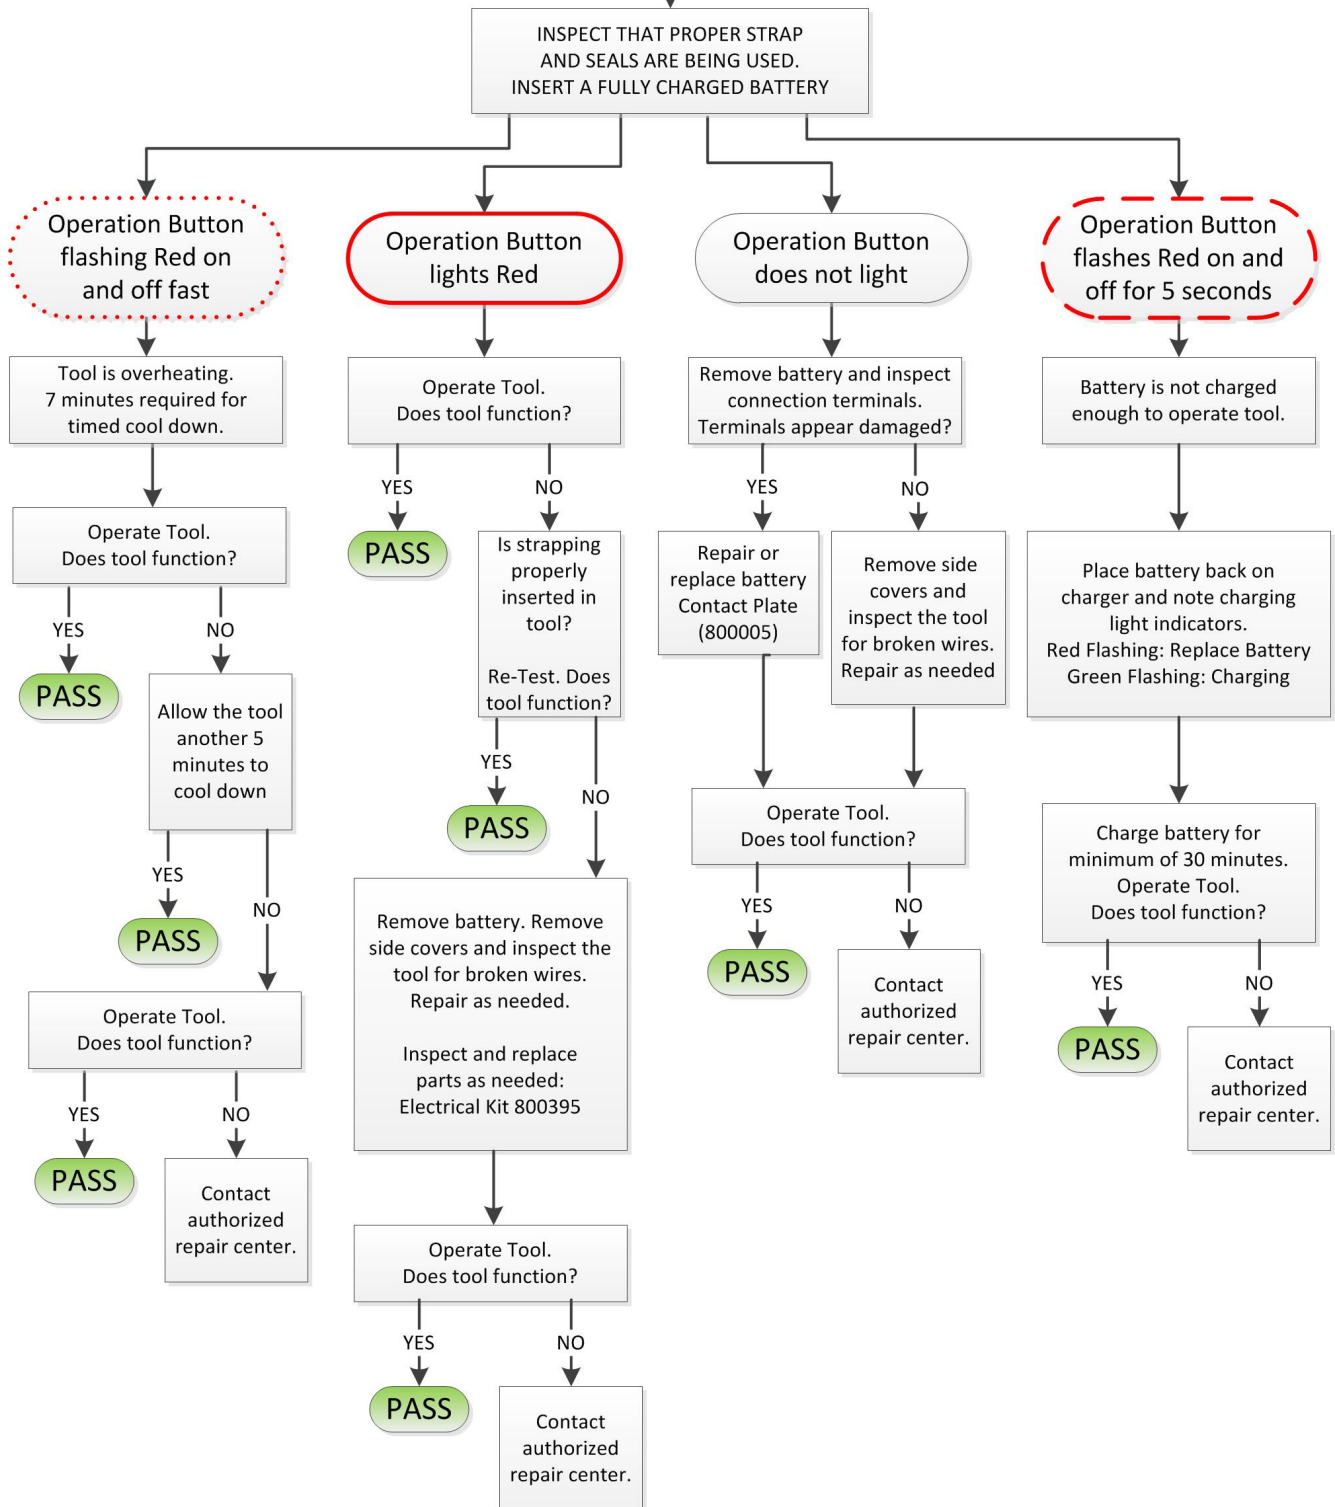 INSPECT THAT PROPER STRAP
AND SEALS ARE BEING USED.
INSERT A FULLY CHARGED BATTERY
Operation Button
flashing Red on
and off fast
Tool is overheating.
7 minutes required for
timed cool down.
Operate Tool.
Does tool function?
YES
NO
PASS
Allow the tool
another 5
minutes to
cool down
YES
NO
PASS
Operate Tool.
Does tool function?
YES
NO
PASS
Contact
authorized
repair center.
Operation Button
lights Red
Operate Tool.
Does tool function?
YES
NO
PASS
Is strapping
properly
inserted in
tool?
Re-Test. Does
tool function?
YES
NO
PASS
Remove battery. Remove
side covers and inspect the
tool for broken wires.
Repair as needed.
Inspect and replace
parts as needed:
Electrical Kit 800395
Operate Tool.
Does tool function?
YES
NO
PASS
Contact
authorized
repair center.
Operation Button
does not light
Remove battery and inspect
connection terminals.
Terminals appear damaged?
YES
NO
Repair or
replace battery
Contact Plate
(800005)
Remove side
covers and
inspect the tool
for broken wires.
Repair as needed
Operate Tool.
Does tool function?
YES
NO
PASS
Contact
authorized
repair center.
Operation Button
flashes Red on and
off for 5 seconds
Battery is not charged
enough to operate tool.
Place battery back on
charger and note charging
light indicators.
Red Flashing: Replace Battery
Green Flashing: Charging
Charge battery for
minimum of 30 minutes.
Operate Tool.
Does tool function?
YES
NO
PASS
Contact
authorized
repair center.